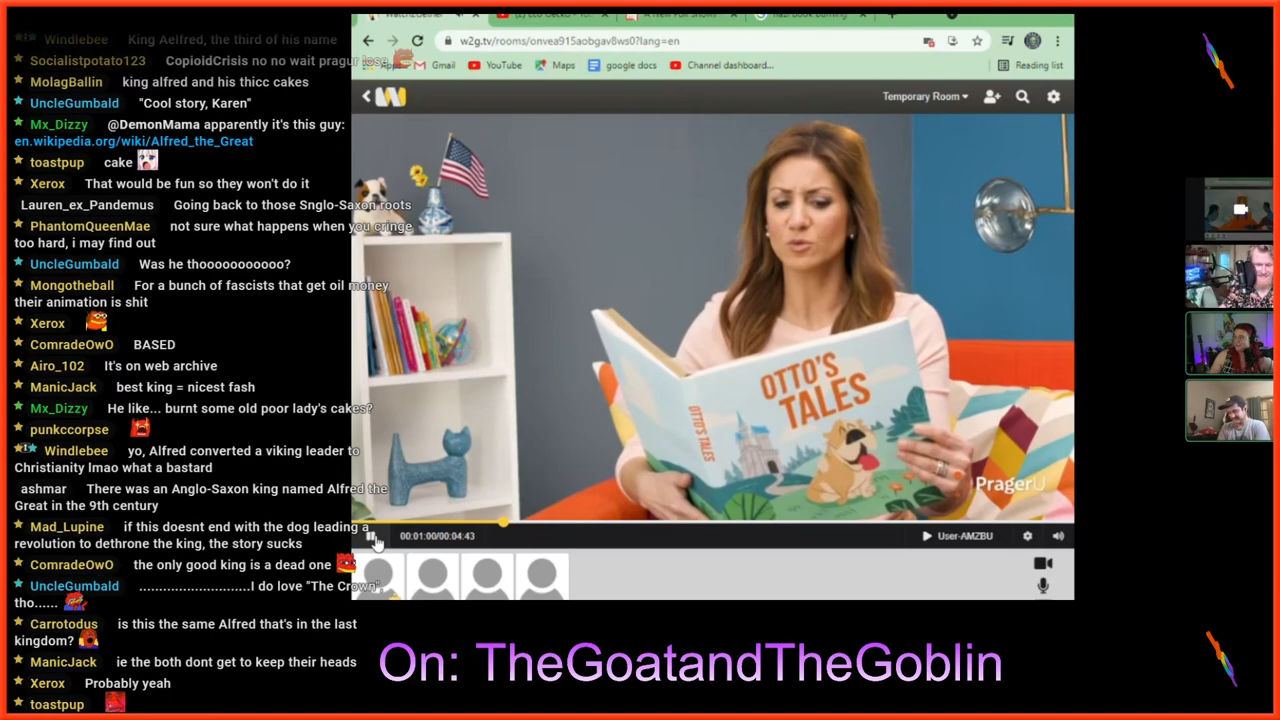 Windlebee King Aelfred, the third of his name
Socialistpotato123 CopioidCrisis no no wait pragur lose
MolagBallin king alfred and his thicc cakes
UncleGumbald "Cool story, Karen"
Mx_Dizzy @DemonMama apparently it's this guy:
en.wikipedia.org/wiki/Alfred_the_Great
toastpup cake
Xerox That would be fun so they won't do it
Lauren_ex_Pandemus Going back to those Snglo-Saxon roots
PhantomQueenMae not sure what happens when you cringe
too hard, i may find out
UncleGumbald Was he thooooooooooo?
Mongotheball For a bunch of fascists that get oil money,
their animation is shit
Xerox
ComradeOwO BASED
Airo_102 It's on web archive
ManicJack best king = nicest fash
Mx_Dizzy He like... burnt some old poor lady's cakes?
punkccorpse
Windlebee yo, Alfred converted a viking leader to
Christianity lmao what a bastard
ashmar There was an Anglo-Saxon king named Alfred the
Great in the 9th century
Mad_Lupine if this doesnt end with the dog leading a
revolution to dethrone the king, the story sucks
ComradeOwO the only good king is a dead one
UncleGumbald ...........................I do love "The Crown"
tho......
Carrotodus is this the same Alfred that's in the last
kingdom?
ManicJack ie the both dont get to keep their heads
Xerox Probably yeah
toastpup
w2g.tv/rooms/onvea915aobgav8ws0?lang=en
Gmail YouTube Maps google docs Channel dashboard... Reading list
Temporary Room
OTTO'S
TALES
OTTO'S TALES
PragerU
00:01:00/00:04:43 User-AMZBU
On: TheGoatandTheGoblin